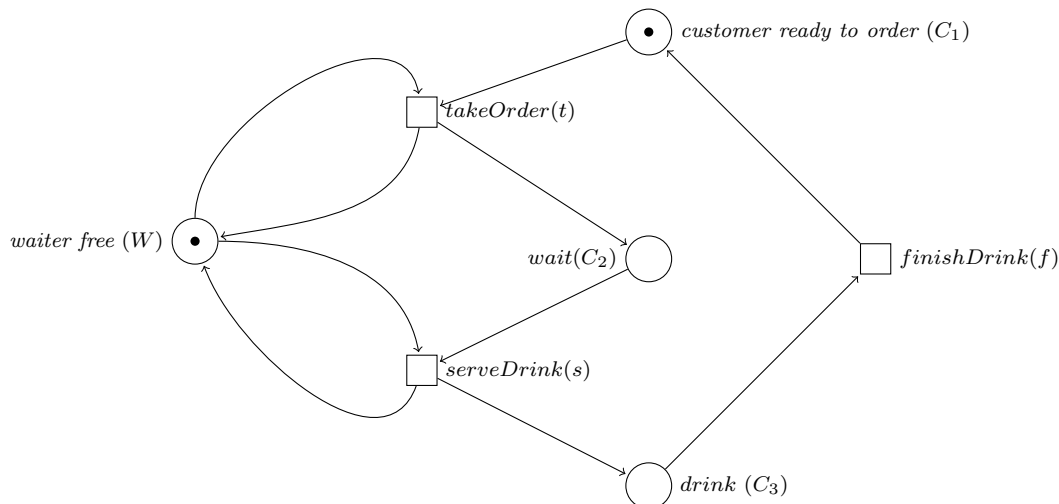 customer ready to order (C₁)
takeOrder(t)
waiter free (W)
wait(C₂)
finishDrink(f)
serveDrink(s)
drink (C₃)